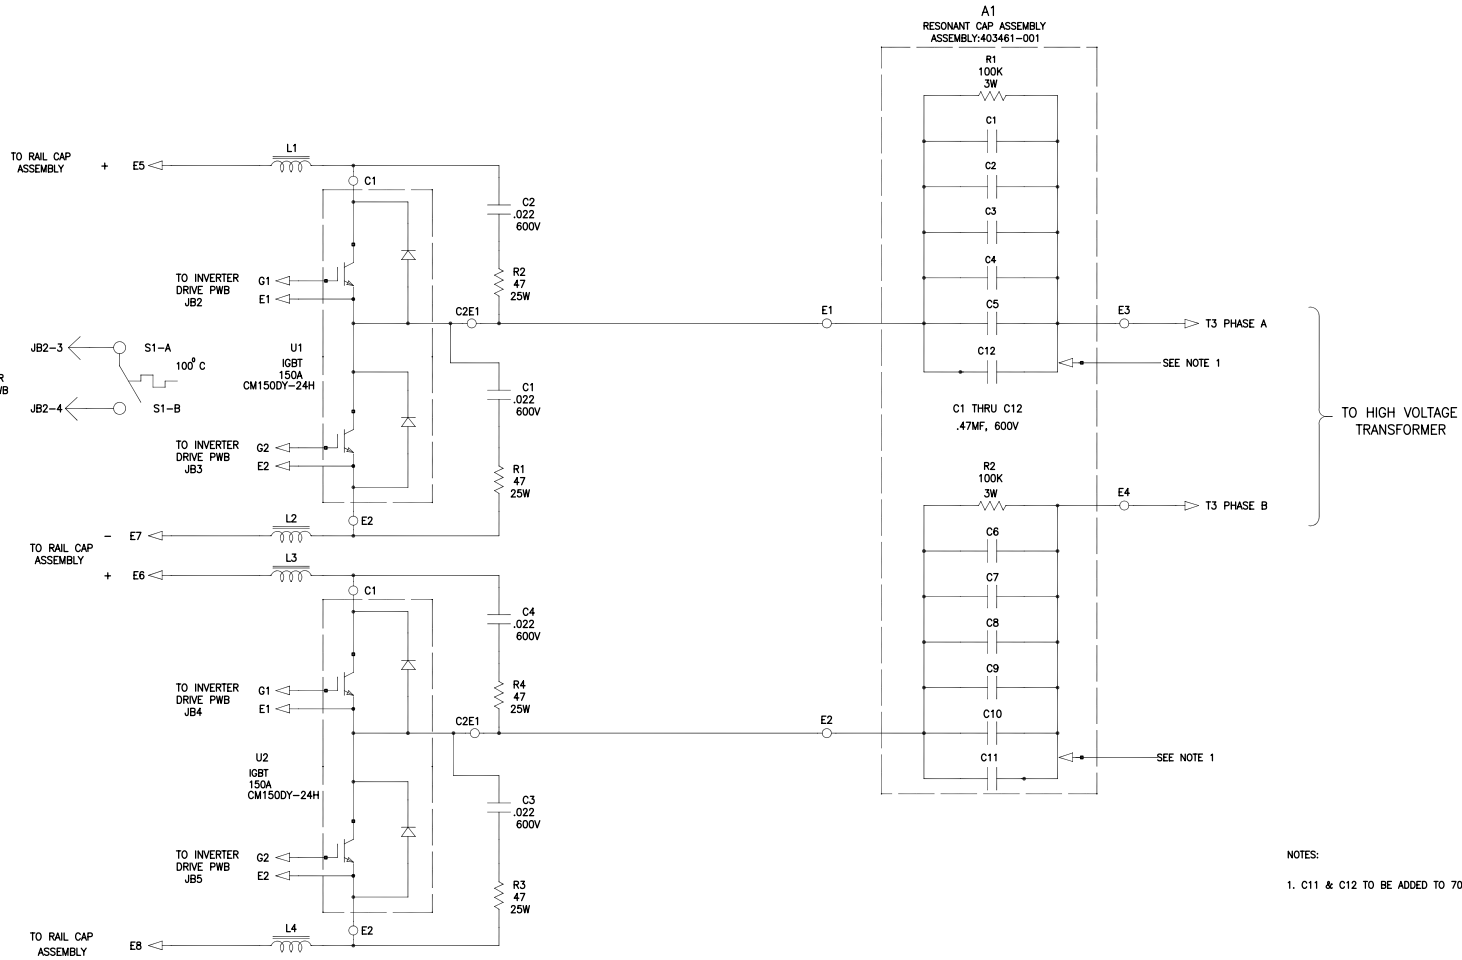 A1
RESONANT CAP ASSEMBLY
ASSEMBLY:403461-001
R1
100K
3W
C1
C2
C3
C4
C5
C12
C1 THRU C12
.47MF, 600V
R2
100K
3W
C6
C7
C8
C9
C10
C11
TO RAIL CAP
ASSEMBLY
+
E5
L1
C1
C2
.022
600V
R2
47
25W
TO INVERTER
DRIVE PWB
JB2
G1
E1
C2E1
E1
E3
T3 PHASE A
SEE NOTE 1
JB2-3
S1-A
100° C
JB2-4
S1-B
U1
IGBT
150A
CM150DY-24H
C1
.022
600V
TO INVERTER
DRIVE PWB
JB3
G2
E2
R1
47
25W
TO HIGH VOLTAGE
TRANSFORMER
E4
T3 PHASE B
-
E7
L2
E2
TO RAIL CAP
ASSEMBLY
+
E6
L3
C1
C4
.022
600V
TO INVERTER
DRIVE PWB
JB4
G1
E1
R4
47
25W
C2E1
E2
SEE NOTE 1
U2
IGBT
150A
CM150DY-24H
C3
.022
600V
TO INVERTER
DRIVE PWB
JB5
G2
E2
R3
47
25W
TO RAIL CAP
ASSEMBLY
E8
L4
E2
NOTES:
1. C11 & C12 TO BE ADDED TO 70